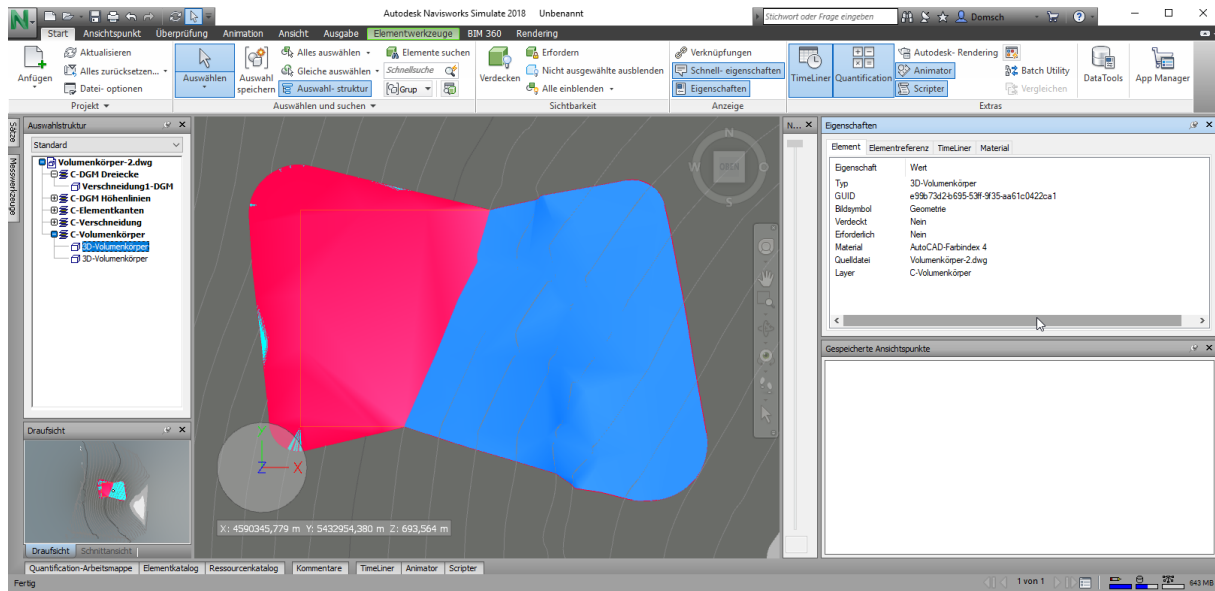 Autodesk Navisworks Simulate 2018 Unbenannt
Stichwort oder Frage eingeben
Domsch
Start Ansichtspunkt Überprüfung Animation Ansicht Ausgabe Elementwerkzeuge BIM 360 Rendering
Anfügen
Aktualisieren
Alles zurücksetzen...
Datei- optionen
Projekt
Auswählen
Auswahl speichern
Alles auswählen
Gleiche auswählen
Auswahl- struktur
Elemente suchen
Schnellsuche
Grup
Auswählen und suchen
Verdecken
Erfordern
Nicht ausgewählte ausblenden
Alle einblenden
Sichtbarkeit
Verknüpfungen
Schnell- eigenschaften
Eigenschaften
Anzeige
TimeLiner
Quantification
Autodesk- Rendering
Animator
Scripter
Batch Utility
Vergleichen
DataTools
App Manager
Extras
Sätze
Messwerkzeuge
Auswahlstruktur
Standard
Volumenkörper-2.dwg
C-DGM Dreiecke
Verschneidung1-DGM
C-DGM Höhenlinien
C-Elementkanten
C-Verschneidung
C-Volumenkörper
3D-Volumenkörper
3D-Volumenkörper
Draufsicht
Draufsicht Schnittansicht
N
W
OBEN
O
S
Y
Z
X
X: 4590345,779 m Y: 5432954,380 m Z: 693,564 m
N...
Eigenschaften
Element Elementreferenz TimeLiner Material
Eigenschaft Wert
Typ 3D-Volumenkörper
GUID e99b73d2-b695-53ff-9f35-aa61c0422ca1
Bildsymbol Geometrie
Verdeckt Nein
Erforderlich Nein
Material AutoCAD-Farbindex 4
Quelldatei Volumenkörper-2.dwg
Layer C-Volumenkörper
Gespeicherte Ansichtspunkte
Quantification-Arbeitsmappe Elementkatalog Ressourcenkatalog Kommentare TimeLiner Animator Scripter
Fertig
1 von 1
643 MB